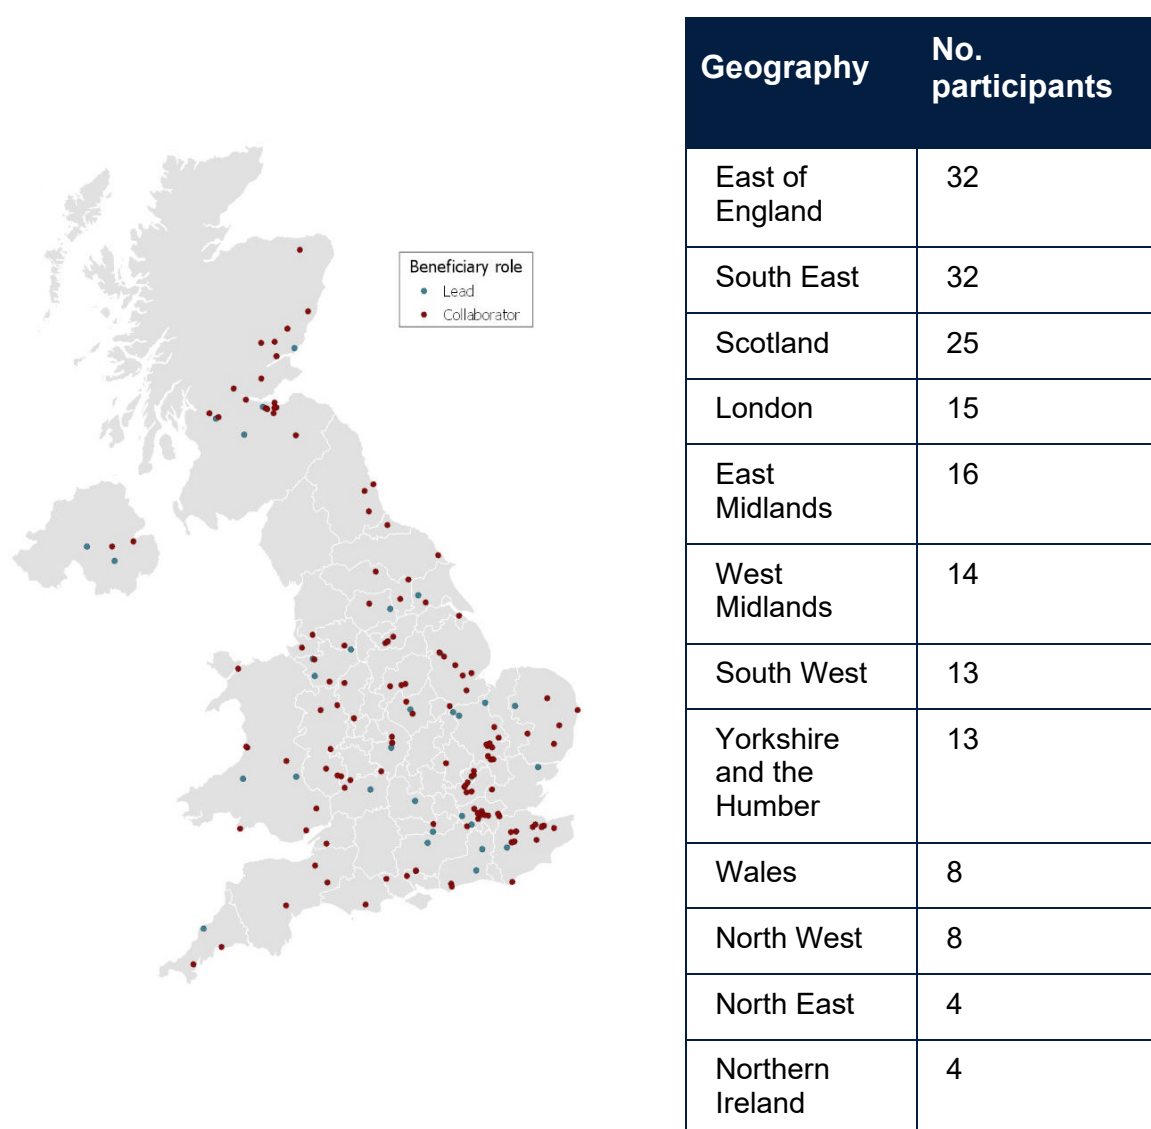 Beneficiary role
Lead
Collaborator
Geography
No.
participants
East of
England
32
South East
32
Scotland
25
London
15
East
Midlands
16
West
Midlands
14
South West
13
Yorkshire
and the
Humber
13
Wales
8
North West
8
North East
4
Northern
Ireland
4